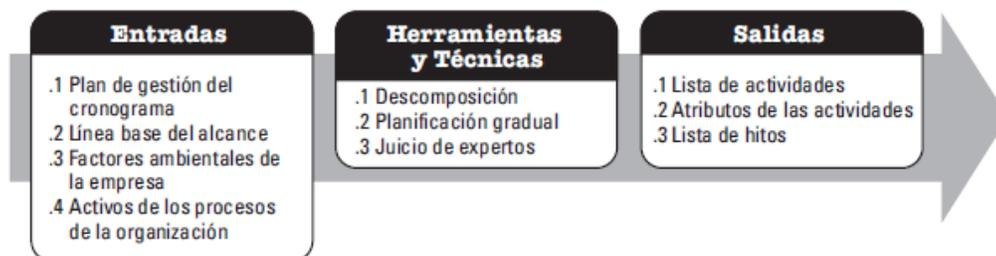 Entradas
.1 Plan de gestión del
cronograma
.2 Línea base del alcance
.3 Factores ambientales de
la empresa
.4 Activos de los procesos
de la organización
Herramientas
y Técnicas
.1 Descomposición
.2 Planificación gradual
.3 Juicio de expertos
Salidas
.1 Lista de actividades
.2 Atributos de las actividades
.3 Lista de hitos